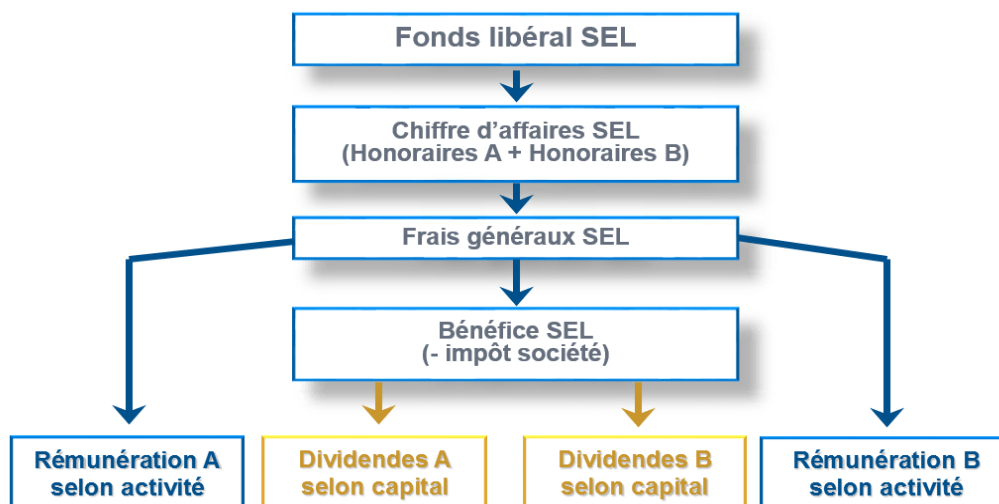 Fonds libéral SEL
Chiffre d'affaires SEL
(Honoraires A + Honoraires B)
Frais généraux SEL
Bénéfice SEL
(- impôt société)
Rémunération A
selon activité
Dividendes A
selon capital
Dividendes B
selon capital
Rémunération B
selon activité